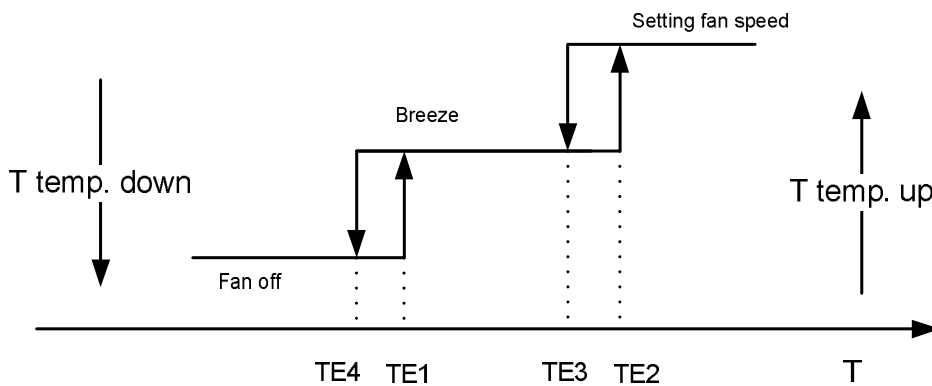 Setting fan speed
Breeze
T temp. down
T temp. up
Fan off
TE4 TE1 TE3 TE2 T